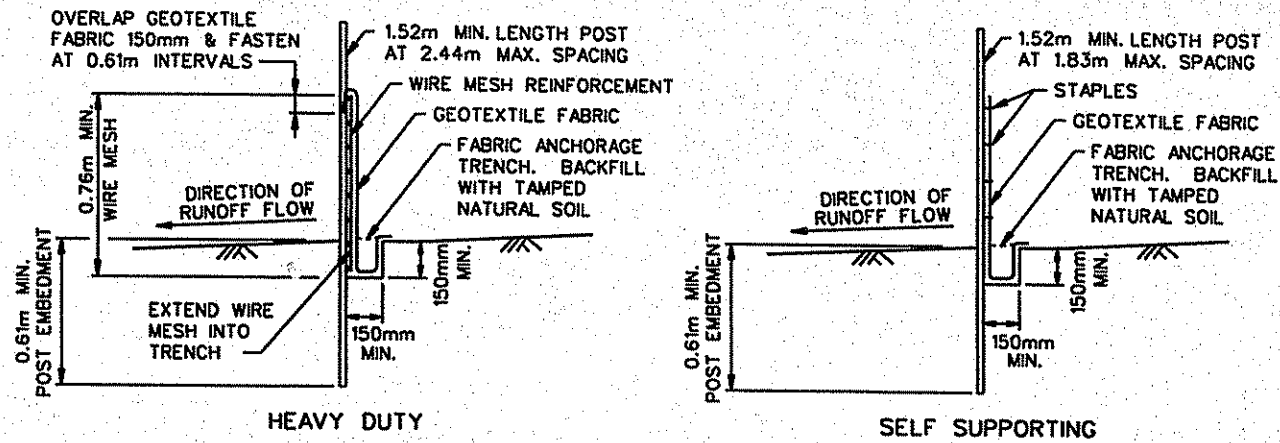 OVERLAP GEOTEXTILE
FABRIC 150mm & FASTEN
AT 0.61m INTERVALS
1.52m MIN. LENGTH POST
AT 2.44m MAX. SPACING
WIRE MESH REINFORCEMENT
GEOTEXTILE FABRIC
FABRIC ANCHORAGE
TRENCH. BACKFILL
WITH TAMPED
NATURAL SOIL
0.76m MIN.
WIRE MESH
DIRECTION OF
RUNOFF FLOW
0.61m MIN.
POST EMBEDMENT
EXTEND WIRE
MESH INTO
TRENCH
150mm
MIN.
150mm
MIN.
HEAVY DUTY
1.52m MIN. LENGTH POST
AT 1.83m MAX. SPACING
STAPLES
GEOTEXTILE FABRIC
FABRIC ANCHORAGE
TRENCH. BACKFILL
WITH TAMPED
NATURAL SOIL
DIRECTION OF
RUNOFF FLOW
0.61m MIN.
POST EMBEDMENT
150mm
MIN.
150mm
MIN.
SELF SUPPORTING